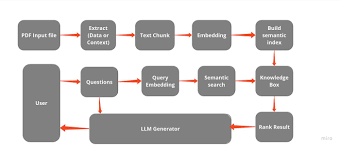 PDF Input file
Extract
(Data or
Context)
Text Chunk
Embedding
Build
semantic
index
User
Questions
Query
Embedding
Semantic
search
Knowledge
Box
LLM Generator
Rank Result
miro